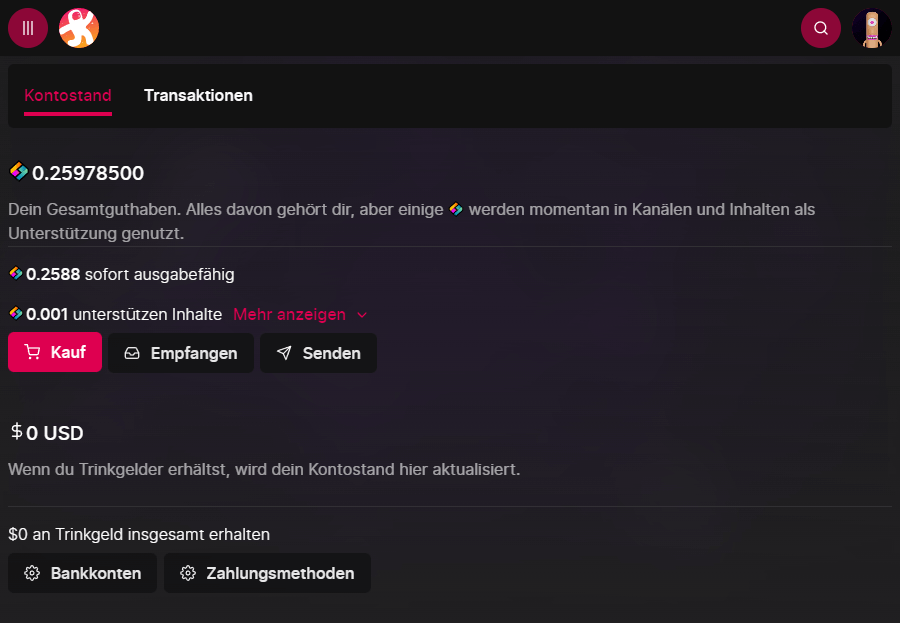 Kontostand Transaktionen
0.25978500
Dein Gesamtguthaben. Alles davon gehört dir, aber einige werden momentan in Kanälen und Inhalten als
Unterstützung genutzt.
0.2588 sofort ausgabefähig
0.001 unterstützen Inhalte Mehr anzeigen
Kauf Empfangen Senden
$0 USD
Wenn du Trinkgelder erhältst, wird dein Kontostand hier aktualisiert.
$0 an Trinkgeld insgesamt erhalten
Bankkonten Zahlungsmethoden